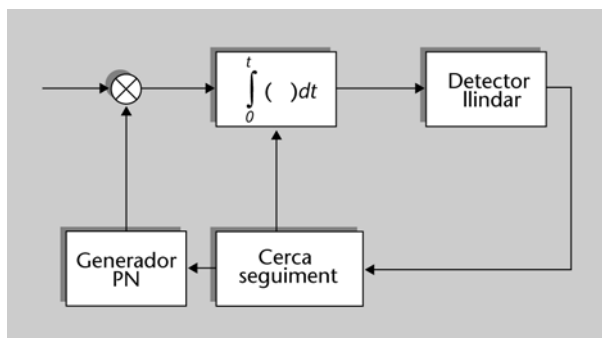 t
∫ ( )dt
0
Detector
llindar
Generador
PN
Cerca
seguiment